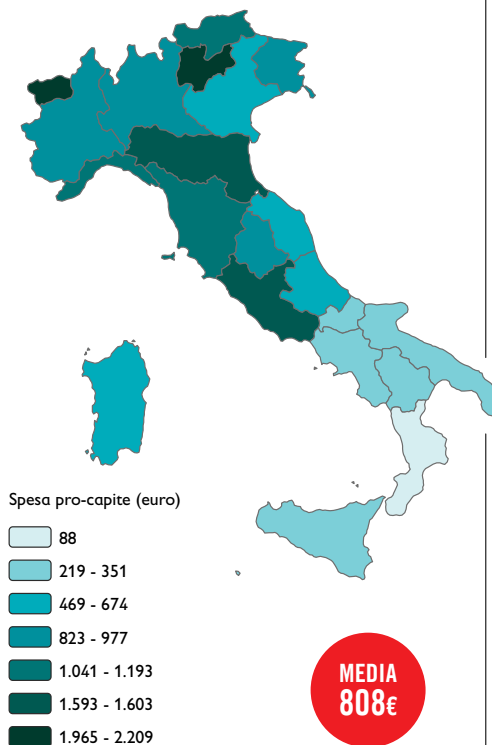 Spesa pro-capite (euro)
88
219 - 351
469 - 674
823 - 977
1.041 - 1.193
1.593 - 1.603
1.965 - 2.209
MEDIA
808€